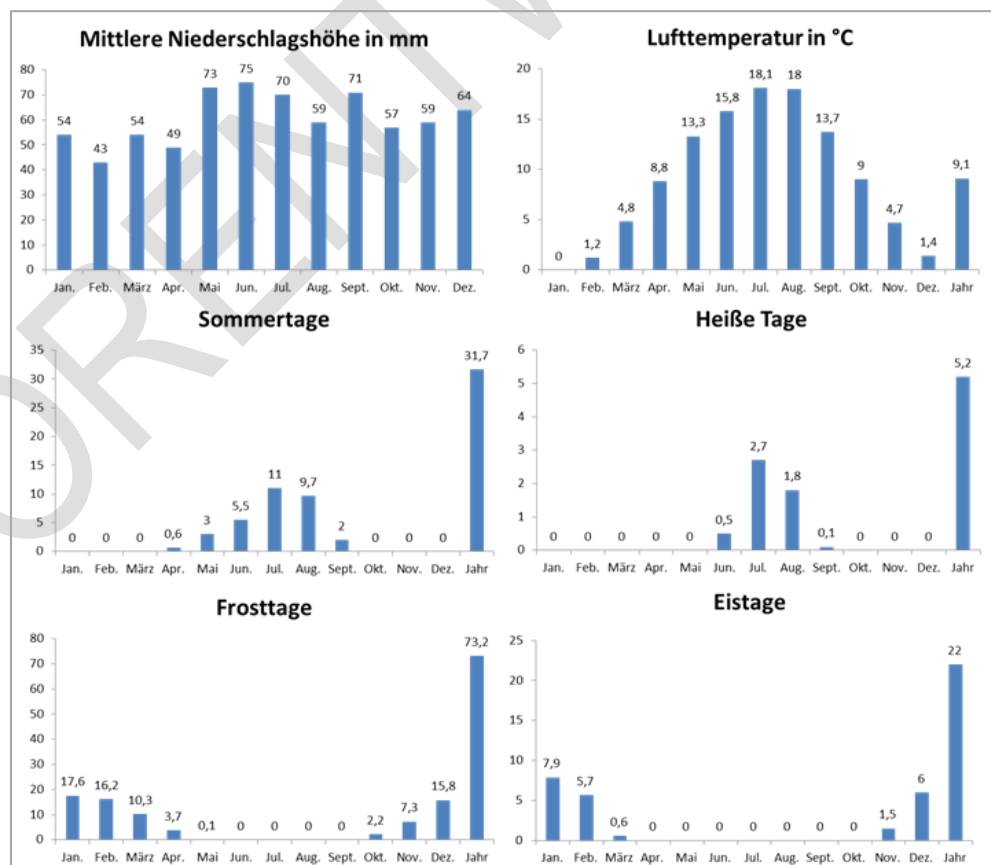 Mittlere Niederschlagshöhe in mm
80
70
60
50
40
30
20
10
0
54 43 54 49 73 75 70 59 71 57 59 64
Jan. Feb. März Apr. Mai Jun. Jul. Aug. Sept. Okt. Nov. Dez.
Lufttemperatur in °C
20
15
10
5
0
0 1,2 4,8 8,8 13,3 15,8 18,1 18 13,7 9 4,7 1,4 9,1
Jan. Feb. März Apr. Mai Jun. Jul. Aug. Sept. Okt. Nov. Dez. Jahr
Sommertage
35
30
25
20
15
10
5
0
0 0 0 0,6 3 5,5 11 9,7 2 0 0 0 31,7
Jan. Feb. März Apr. Mai Jun. Jul. Aug. Sept. Okt. Nov. Dez. Jahr
Heiße Tage
6
5
4
3
2
1
0
0 0 0 0 0 0,5 2,7 1,8 0,1 0 0 0 5,2
Jan. Feb. März Apr. Mai Jun. Jul. Aug. Sept. Okt. Nov. Dez. Jahr
Frosttage
80
70
60
50
40
30
20
10
0
17,6 16,2 10,3 3,7 0,1 0 0 0 0 2,2 7,3 15,8 73,2
Jan. Feb. März Apr. Mai Jun. Jul. Aug. Sept. Okt. Nov. Dez. Jahr
Eistage
25
20
15
10
5
0
7,9 5,7 0,6 0 0 0 0 0 0 0 1,5 6 22
Jan. Feb. März Apr. Mai Jun. Jul. Aug. Sept. Okt. Nov. Dez. Jahr